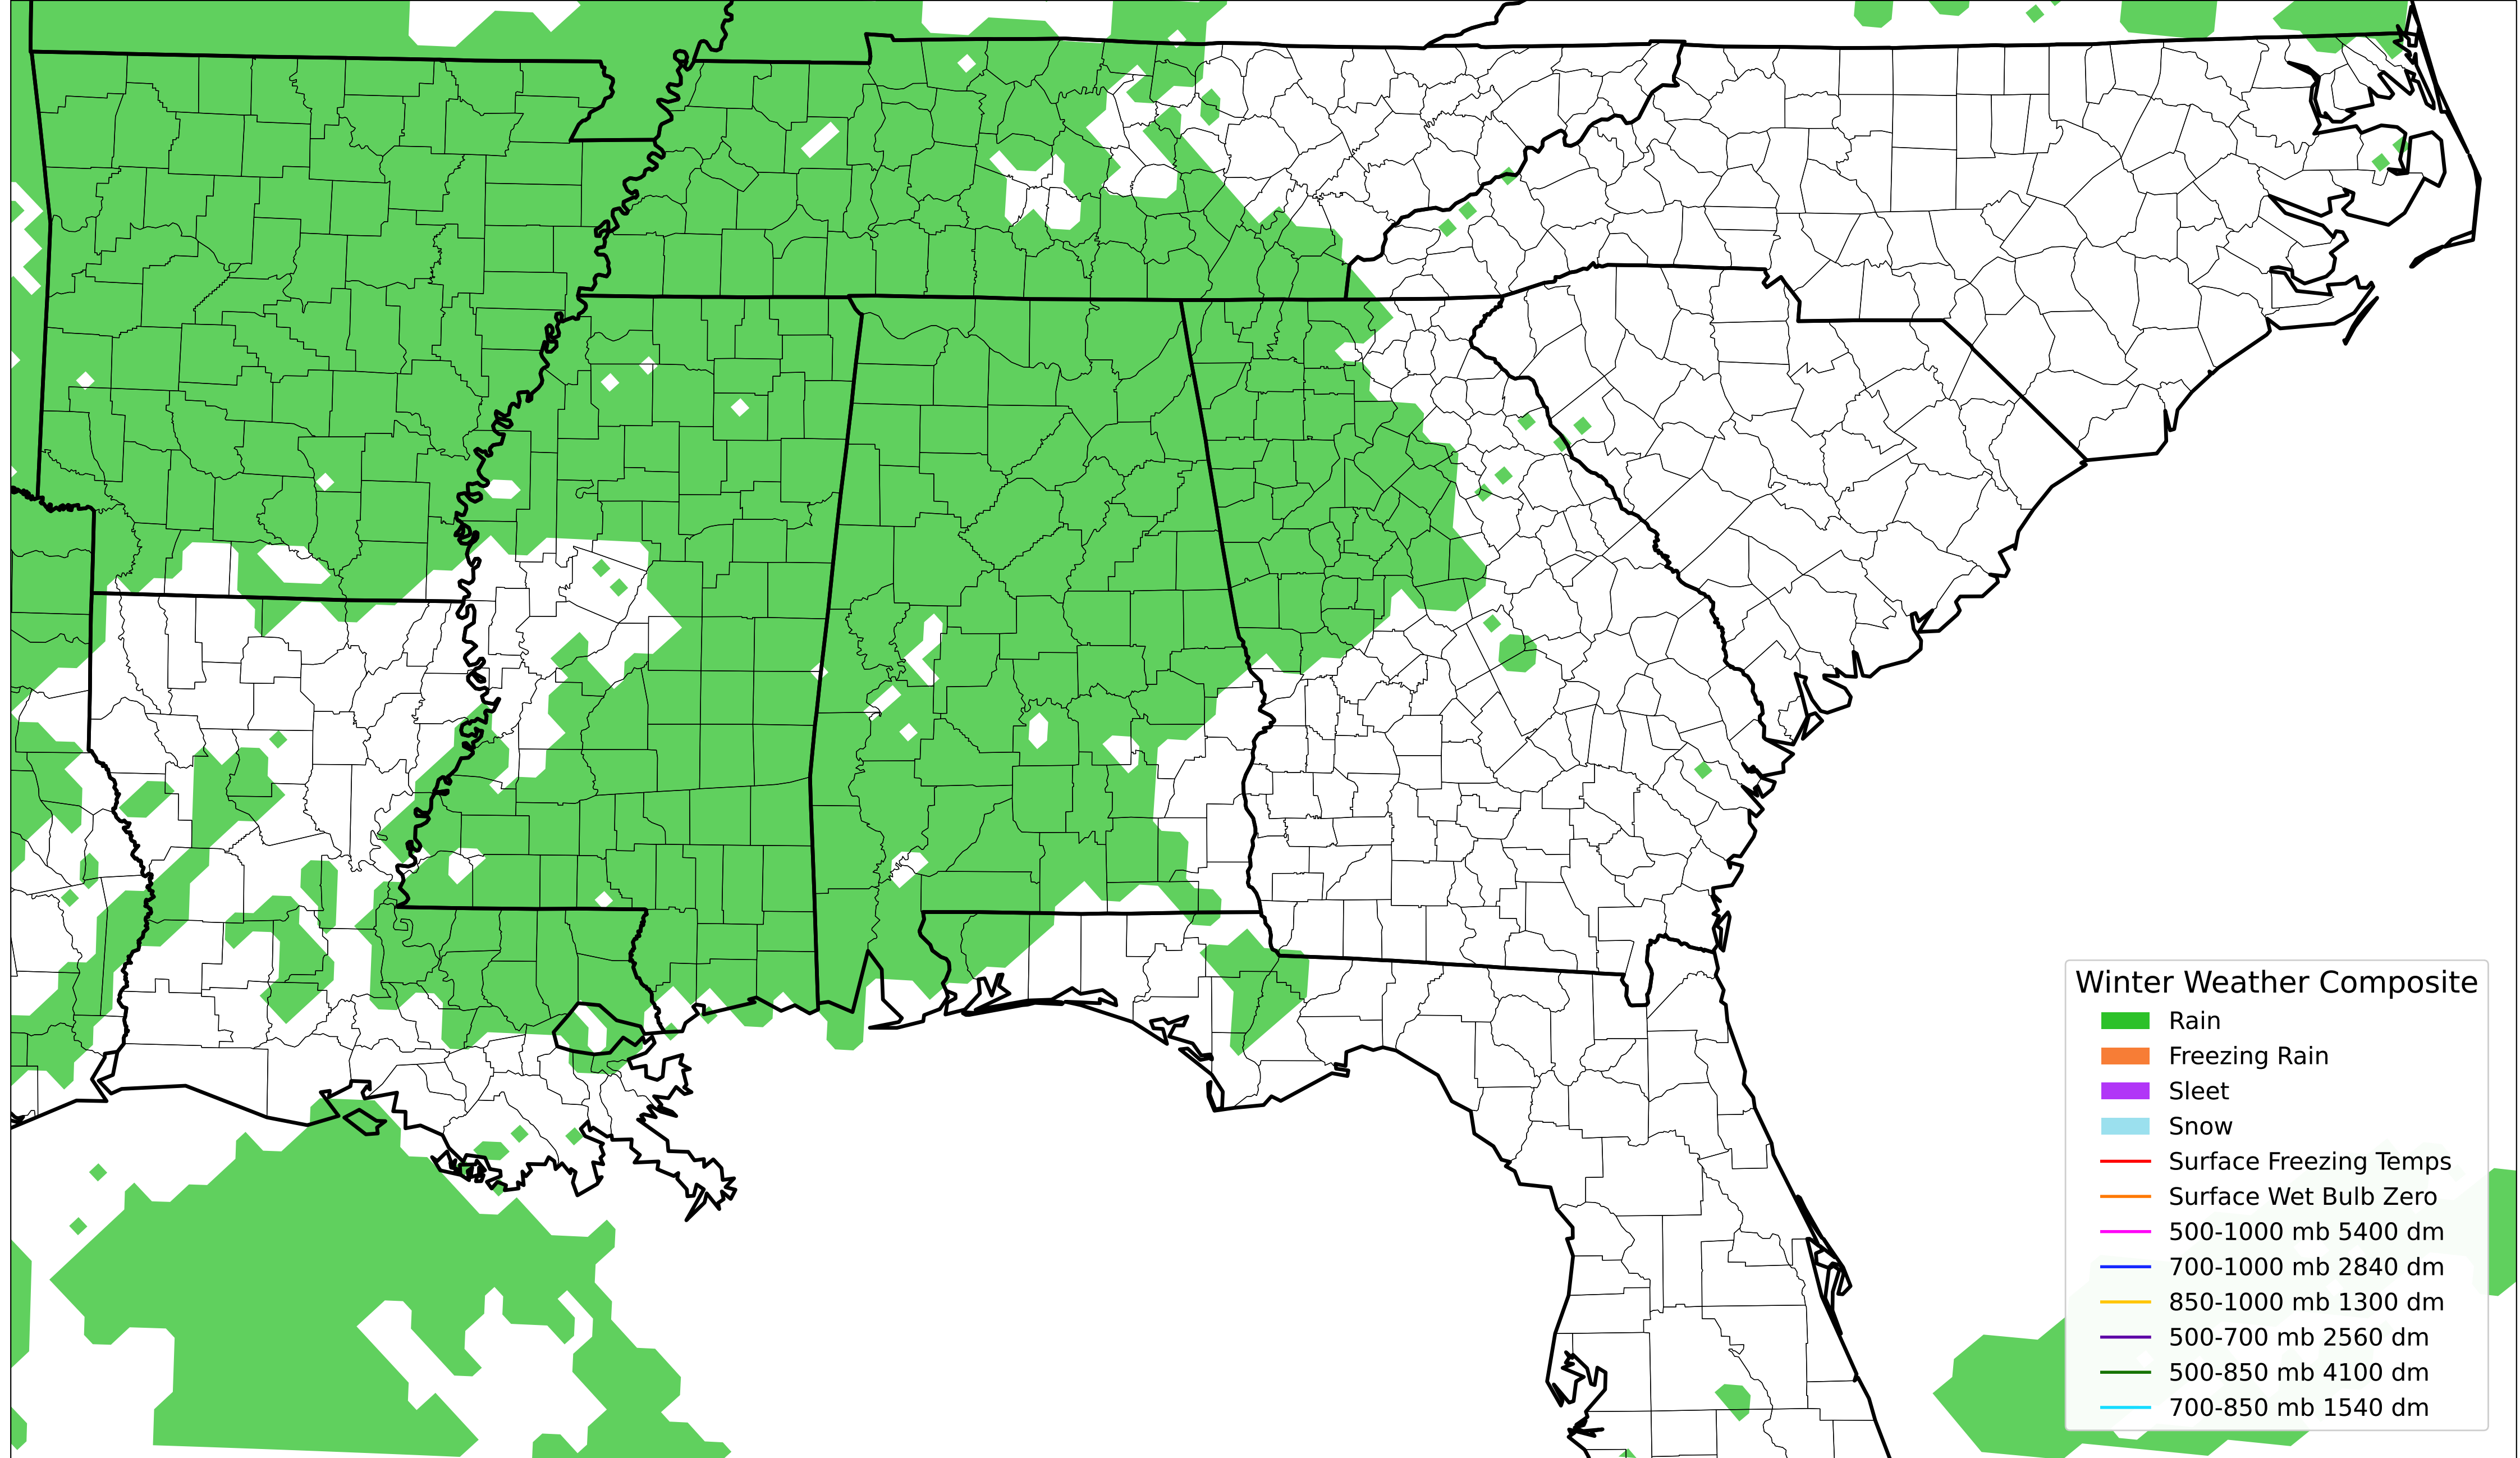 Winter Weather Composite
Rain
Freezing Rain
Sleet
Snow
Surface Freezing Temps
Surface Wet Bulb Zero
500-1000 mb 5400 dm
700-1000 mb 2840 dm
850-1000 mb 1300 dm
500-700 mb 2560 dm
500-850 mb 4100 dm
700-850 mb 1540 dm